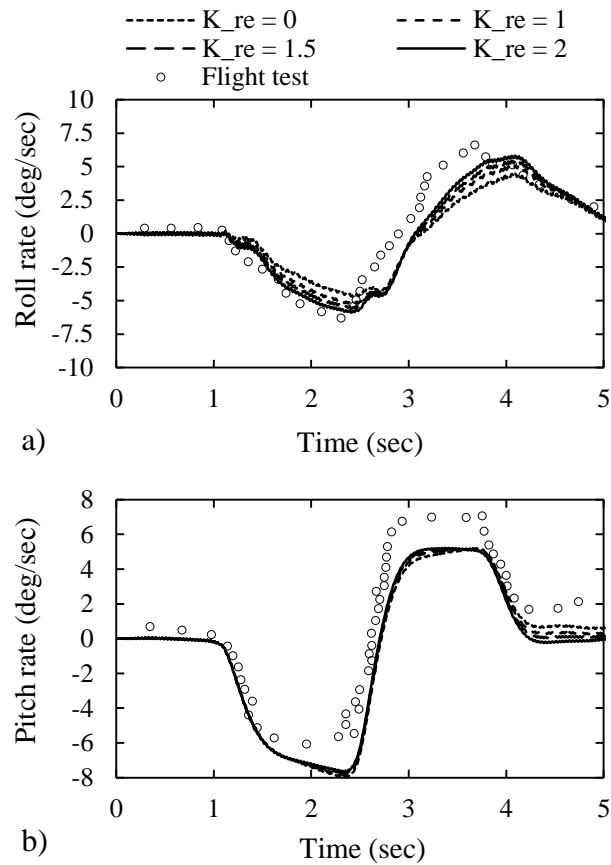 K_re = 0 K_re = 1
K_re = 1.5 K_re = 2
Flight test
10
7.5
5
2.5
0
-2.5
-5
-7.5
-10
Roll rate (deg/sec)
0 1 2 3 4 5
a) Time (sec)
8
6
4
2
0
-2
-4
-6
-8
Pitch rate (deg/sec)
0 1 2 3 4 5
b) Time (sec)